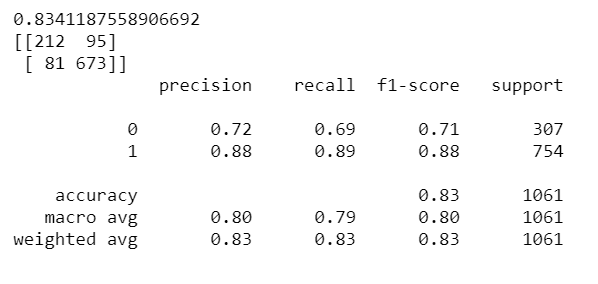 0.8341187558906692
[[212  95]
 [ 81 673]]
              precision    recall  f1-score   support

           0       0.72      0.69      0.71       307
           1       0.88      0.89      0.88       754

    accuracy                           0.83      1061
   macro avg       0.80      0.79      0.80      1061
weighted avg       0.83      0.83      0.83      1061